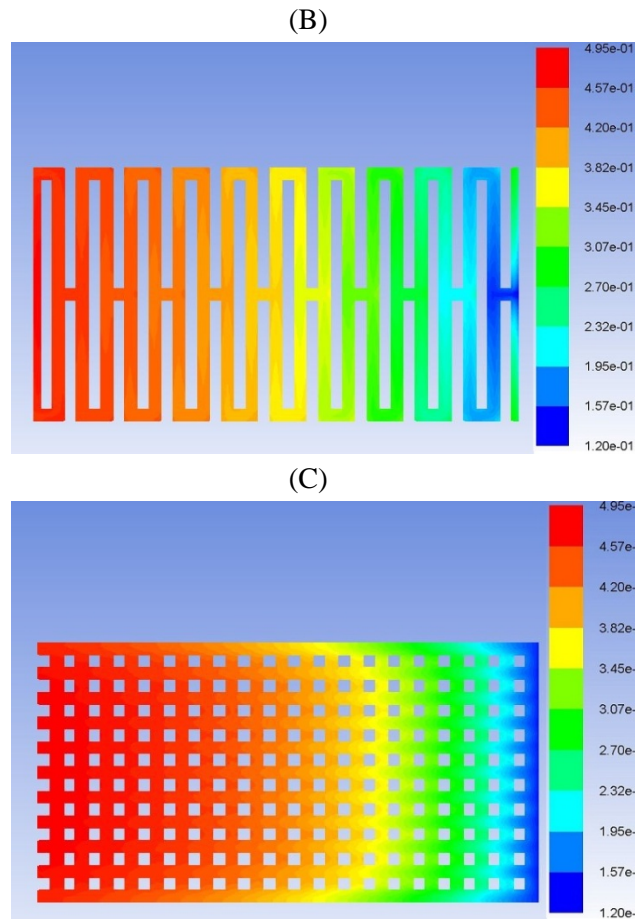 (B)
4.95e-01
4.57e-01
4.20e-01
3.82e-01
3.45e-01
3.07e-01
2.70e-01
2.32e-01
1.95e-01
1.57e-01
1.20e-01
(C)
4.95e-
4.57e-
4.20e-
3.82e-
3.45e-
3.07e-
2.70e-
2.32e-
1.95e-
1.57e-
1.20e-